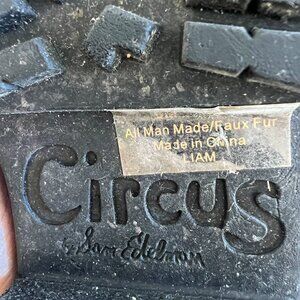 All Man Made/Faux Fur
Made in China
LIAM
Circus
by Sam Edelman